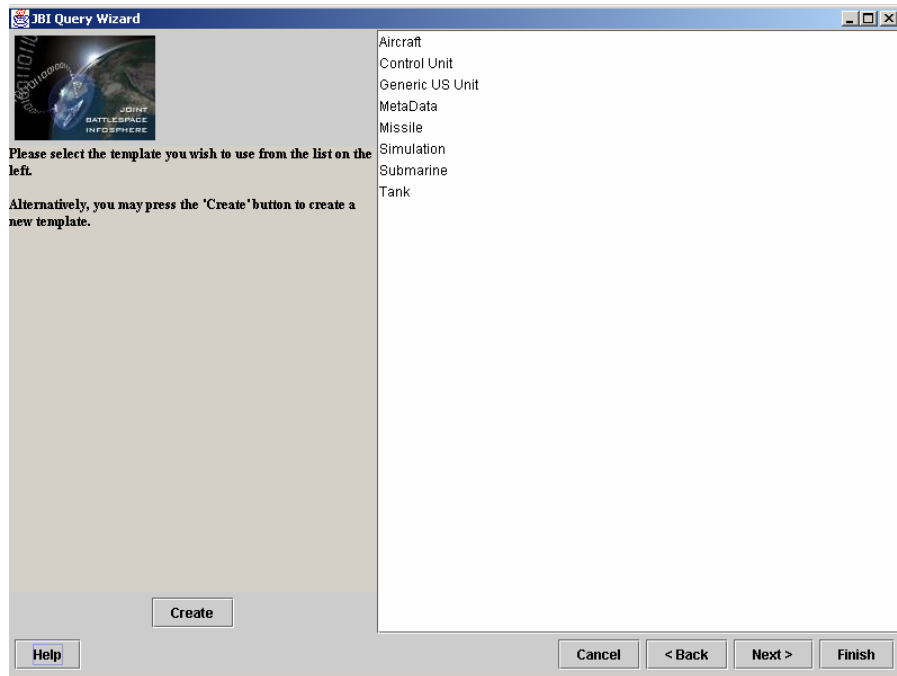 JBI Query Wizard
JOINT
BATTLESPACE
INFOSPHERE
Please select the template you wish to use from the list on the
left.
Alternatively, you may press the 'Create' button to create a
new template.
Aircraft
Control Unit
Generic US Unit
MetaData
Missile
Simulation
Submarine
Tank
Create
Help
Cancel
< Back
Next >
Finish